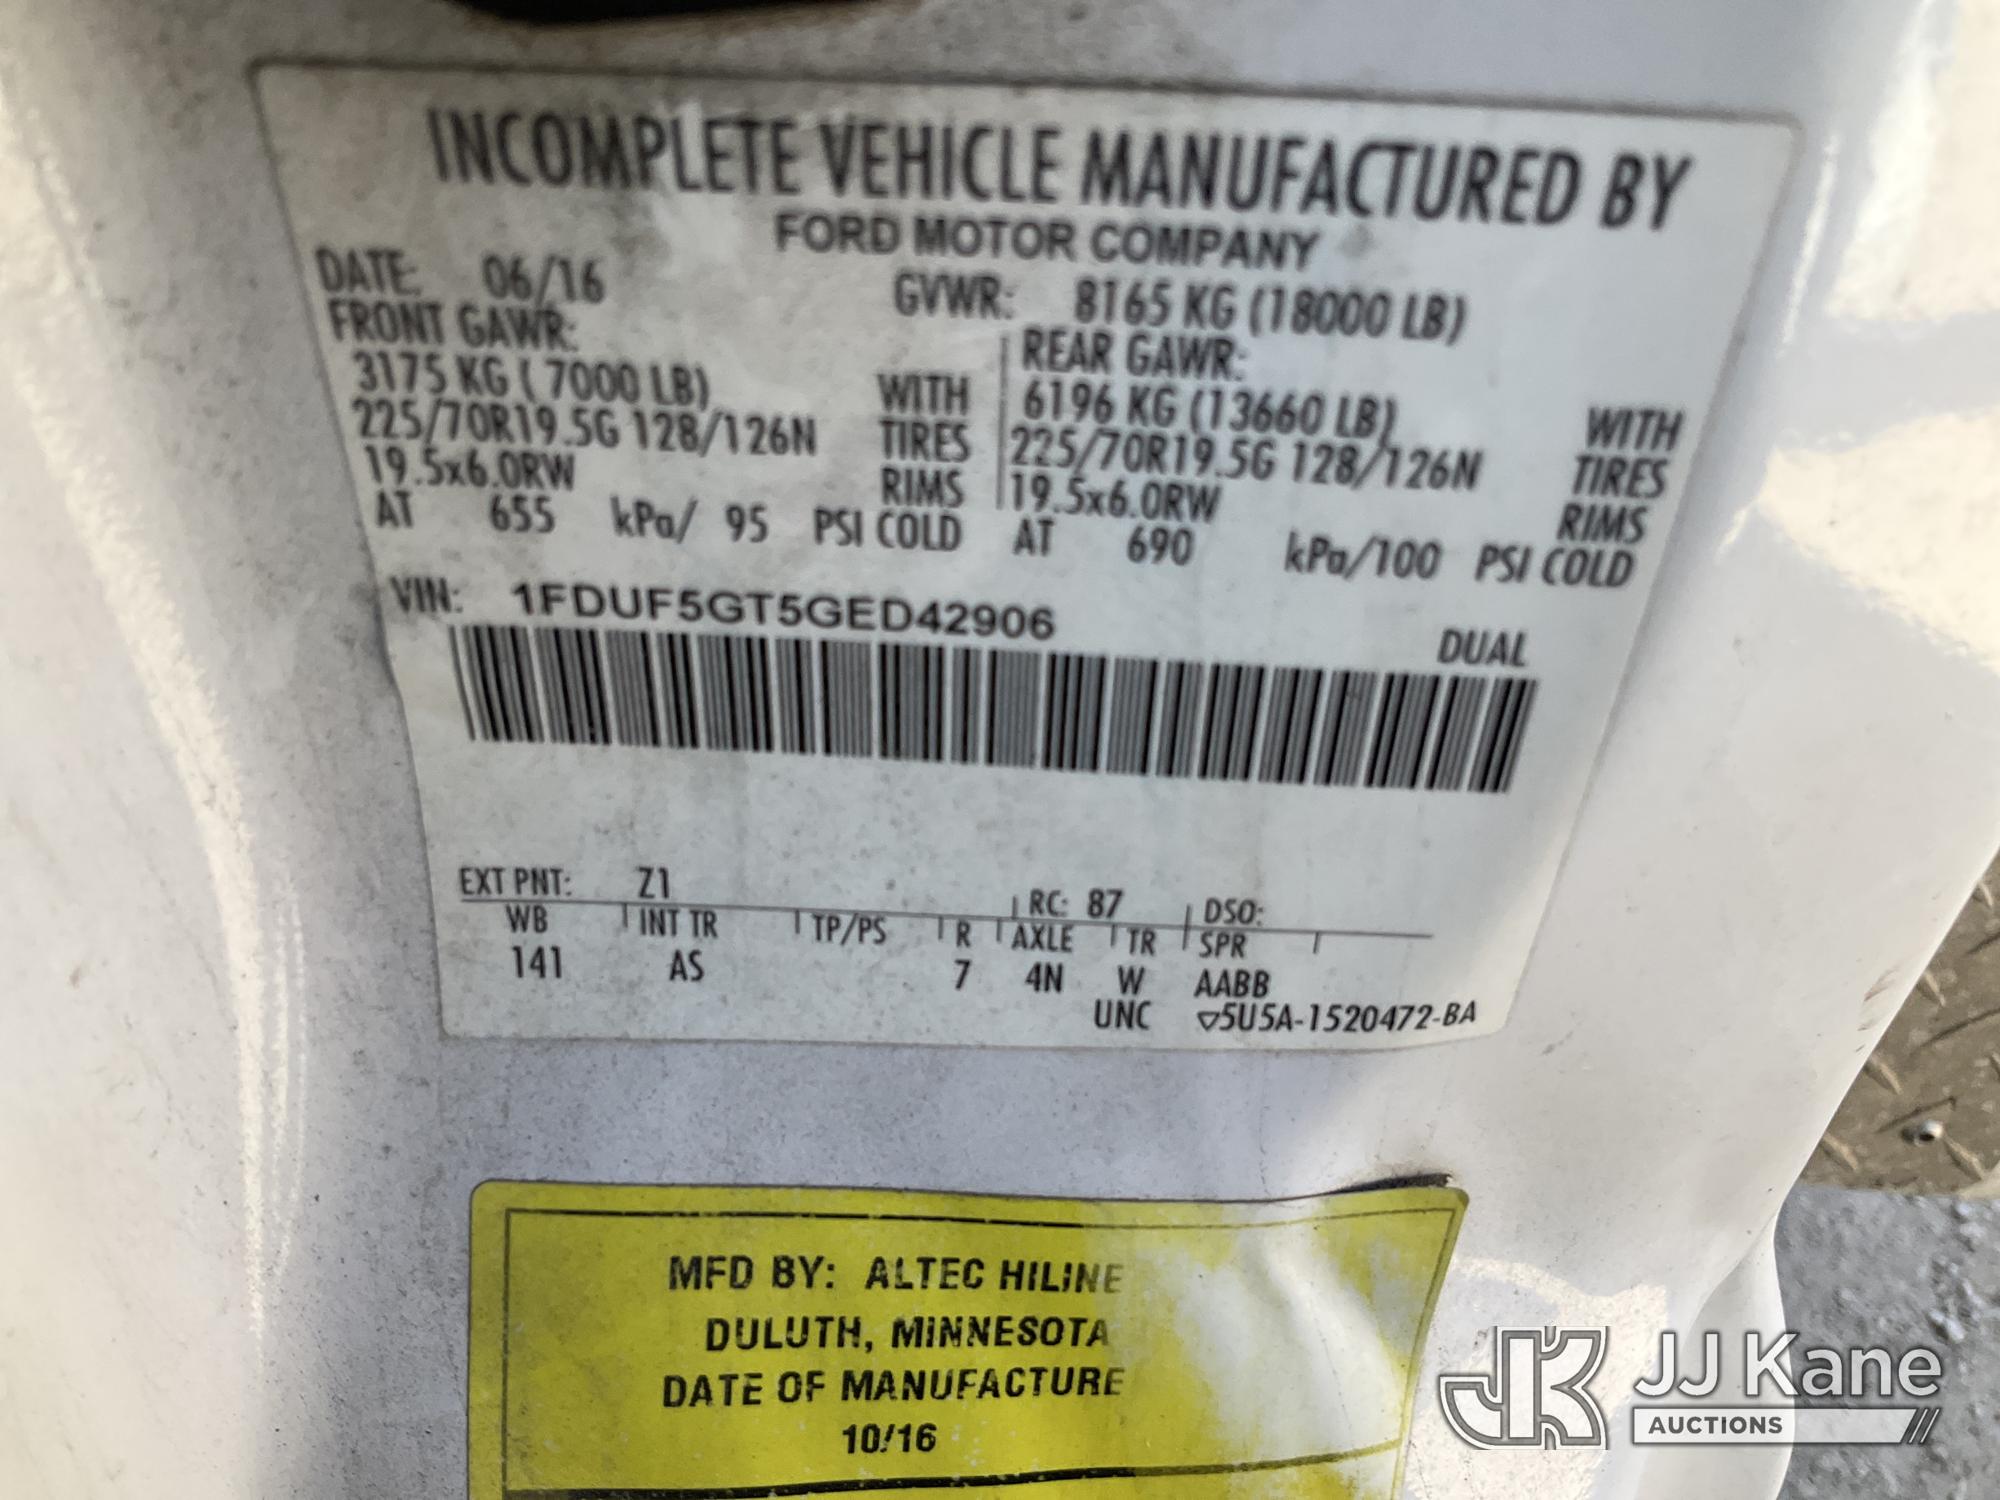 INCOMPLETE VEHICLE MANUFACTURED BY
FORD MOTOR COMPANY
DATE: 06/16 GVWR: 8165 KG (18000 LB)
FRONT GAWR: REAR GAWR:
3175 KG ( 7000 LB) WITH 6196 KG (13660 LB) WITH
225/70R19.5G 128/126N TIRES 225/70R19.5G 128/126N TIRES
19.5x6.0RW RIMS 19.5x6.0RW RIMS
AT 655 kPa/ 95 PSI COLD AT 690 kPa/100 PSI COLD
VIN: 1FDUF5GT5GED42906
DUAL
EXT PNT: Z1 RC: 87 DSO:
WB INT TR TP/PS R AXLE TR SPR
141 AS 7 4N W AABB
UNC ▽5U5A-1520472-BA
MFD BY: ALTEC HILINE
DULUTH, MINNESOTA
DATE OF MANUFACTURE
10/16
JK JJ Kane
AUCTIONS